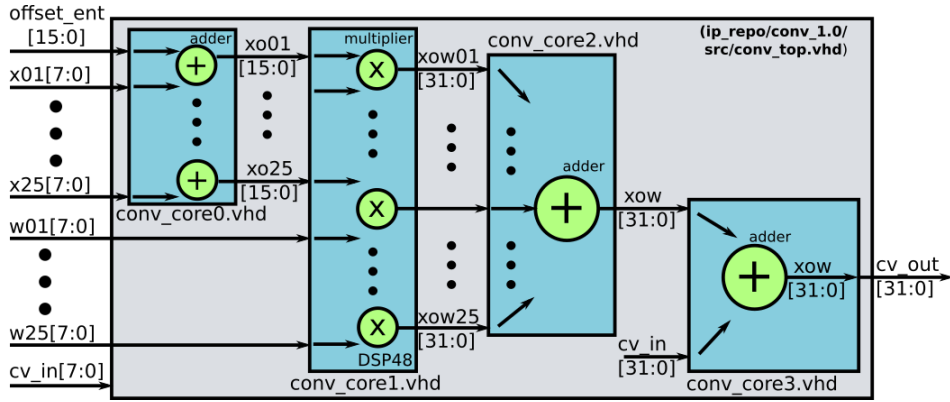 offset_ent
[15:0]
x01[7:0]
x25[7:0]
w01[7:0]
w25[7:0]
cv_in[7:0]
adder
+
+
conv_core0.vhd
xo01
[15:0]
xo25
[15:0]
multiplier
x
x
x
DSP48
conv_core1.vhd
xow01
[31:0]
xow25
[31:0]
conv_core2.vhd
adder
+
xow
[31:0]
(ip_repo/conv_1.0/
src/conv_top.vhd)
cv_in
[31:0]
adder
+
xow
[31:0]
conv_core3.vhd
cv_out
[31:0]